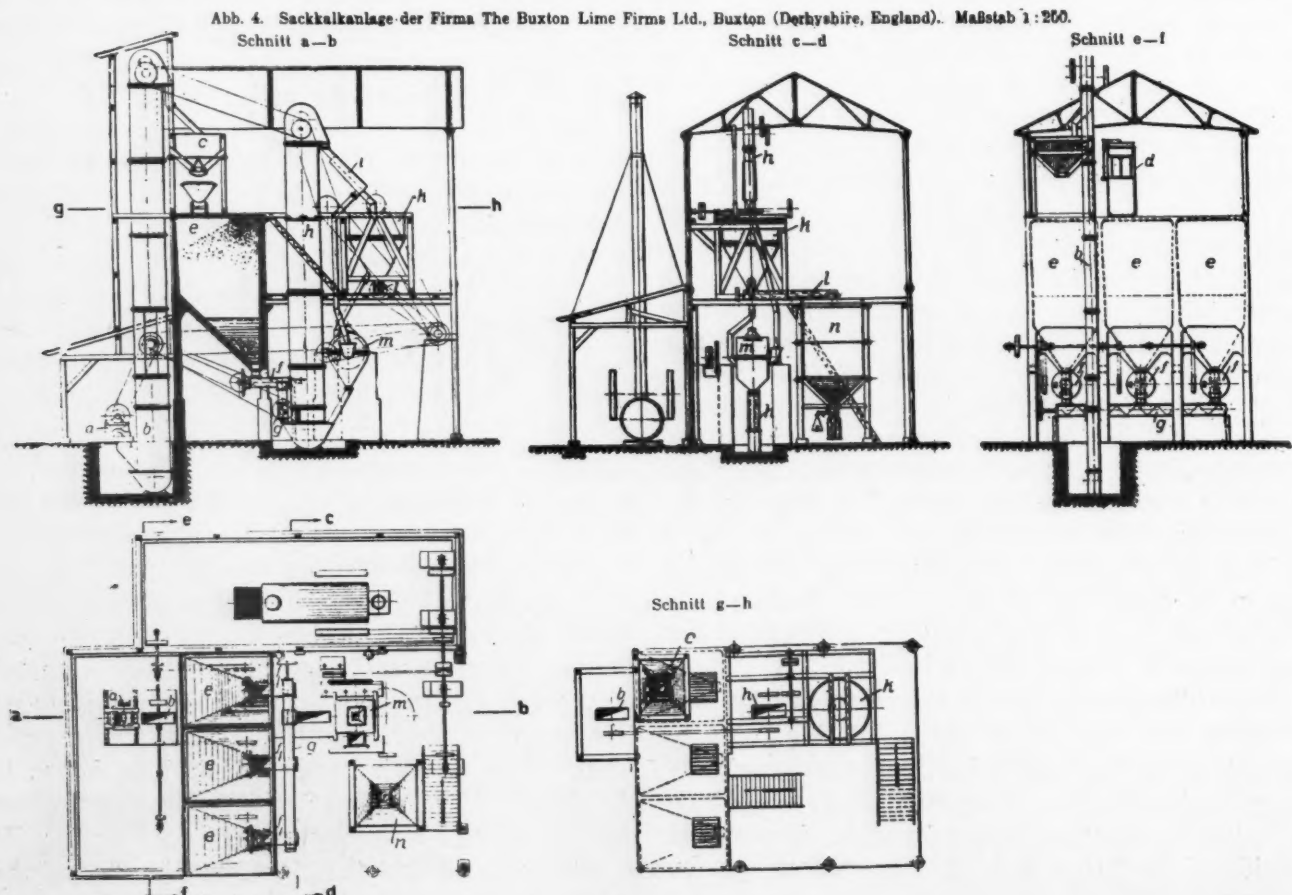 Abb. 4. Sackkalkanlage der Firma The Buxton Lime Firms Ltd., Buxton (Derbyshire, England). Maßstab 1 : 250.
Schnitt a—b
Schnitt c—d
Schnitt e—f
c
i
h
g
h
e
h
m
f
a
b
g
h
k
l
m
n
h
d
e
b
e
e
f
f
f
g
e
c
Schnitt g—h
a
a
b
e
m
b
e
g
e
n
f
d
c
b
h
k